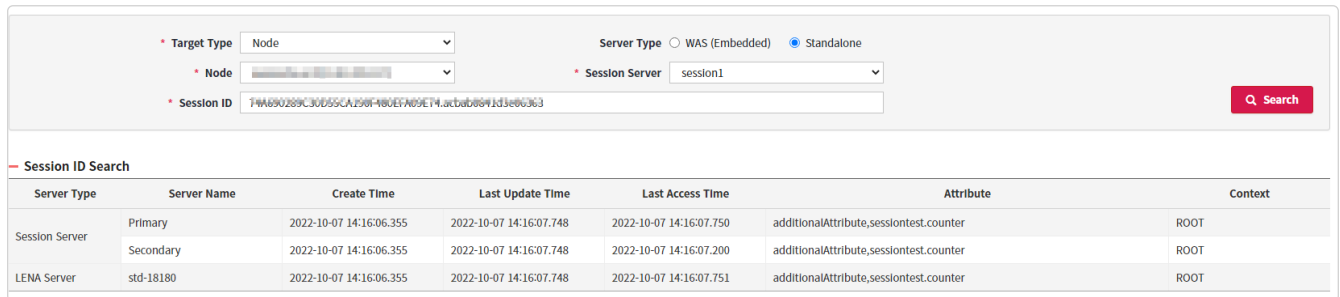 * Target Type Node Server Type WAS (Embedded) Standalone
* Node * Session Server session1
* Session ID
Search
Session ID Search
Server Type Server Name Create Time Last Update Time Last Access Time Attribute Context
Session Server Primary 2022-10-07 14:16:06.355 2022-10-07 14:16:07.748 2022-10-07 14:16:07.750 additionalAttribute,sessiontest.counter ROOT
Secondary 2022-10-07 14:16:06.355 2022-10-07 14:16:07.748 2022-10-07 14:16:07.200 additionalAttribute,sessiontest.counter ROOT
LENA Server std-18180 2022-10-07 14:16:06.355 2022-10-07 14:16:07.748 2022-10-07 14:16:07.751 additionalAttribute,sessiontest.counter ROOT